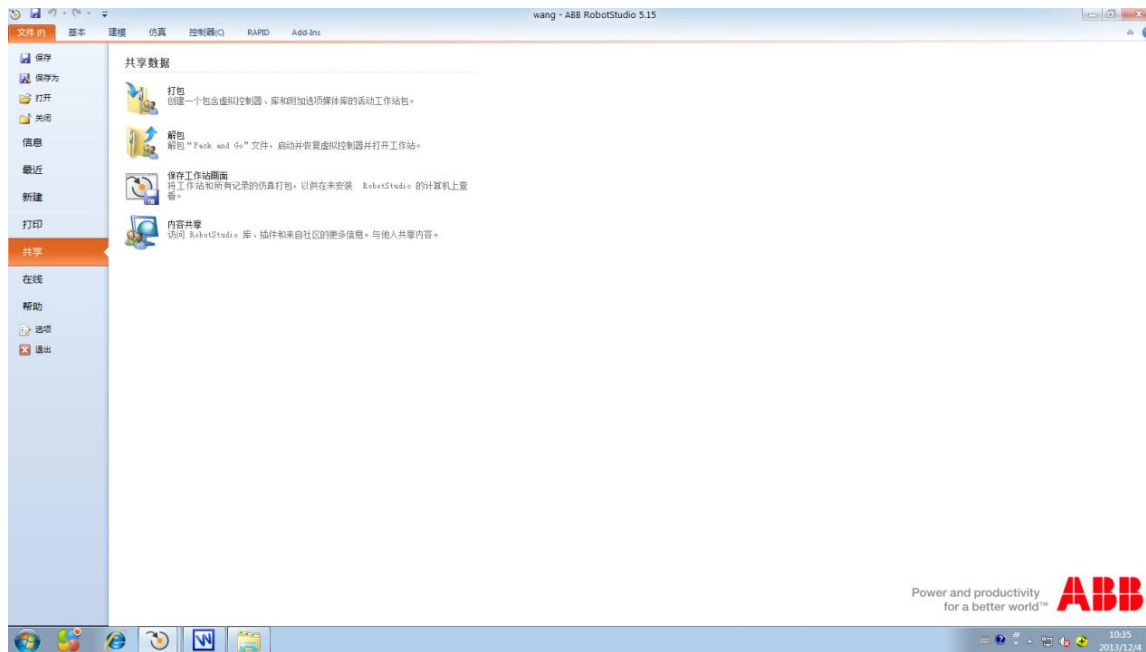 wang - ABB RobotStudio 5.15
文件(F) 基本 建模 仿真 控制器(C) RAPID Add-Ins
保存
保存为
打开
关闭
信息
最近
新建
打印
共享
在线
帮助
选项
退出
共享数据
打包
创建一个包含虚拟控制器、库和附加选项媒体库的活动工作站包。
解包
解包“Pack and Go”文件，启动并恢复虚拟控制器并打开工作站。
保存工作站画面
将工作站和所有记录的仿真打包，以供在未安装 RobotStudio 的计算机上查
看。
内容共享
访问 RobotStudio 库、插件和来自社区的更多信息。与他人共享内容。
Power and productivity
for a better world™
ABB
10:35
2013/12/4